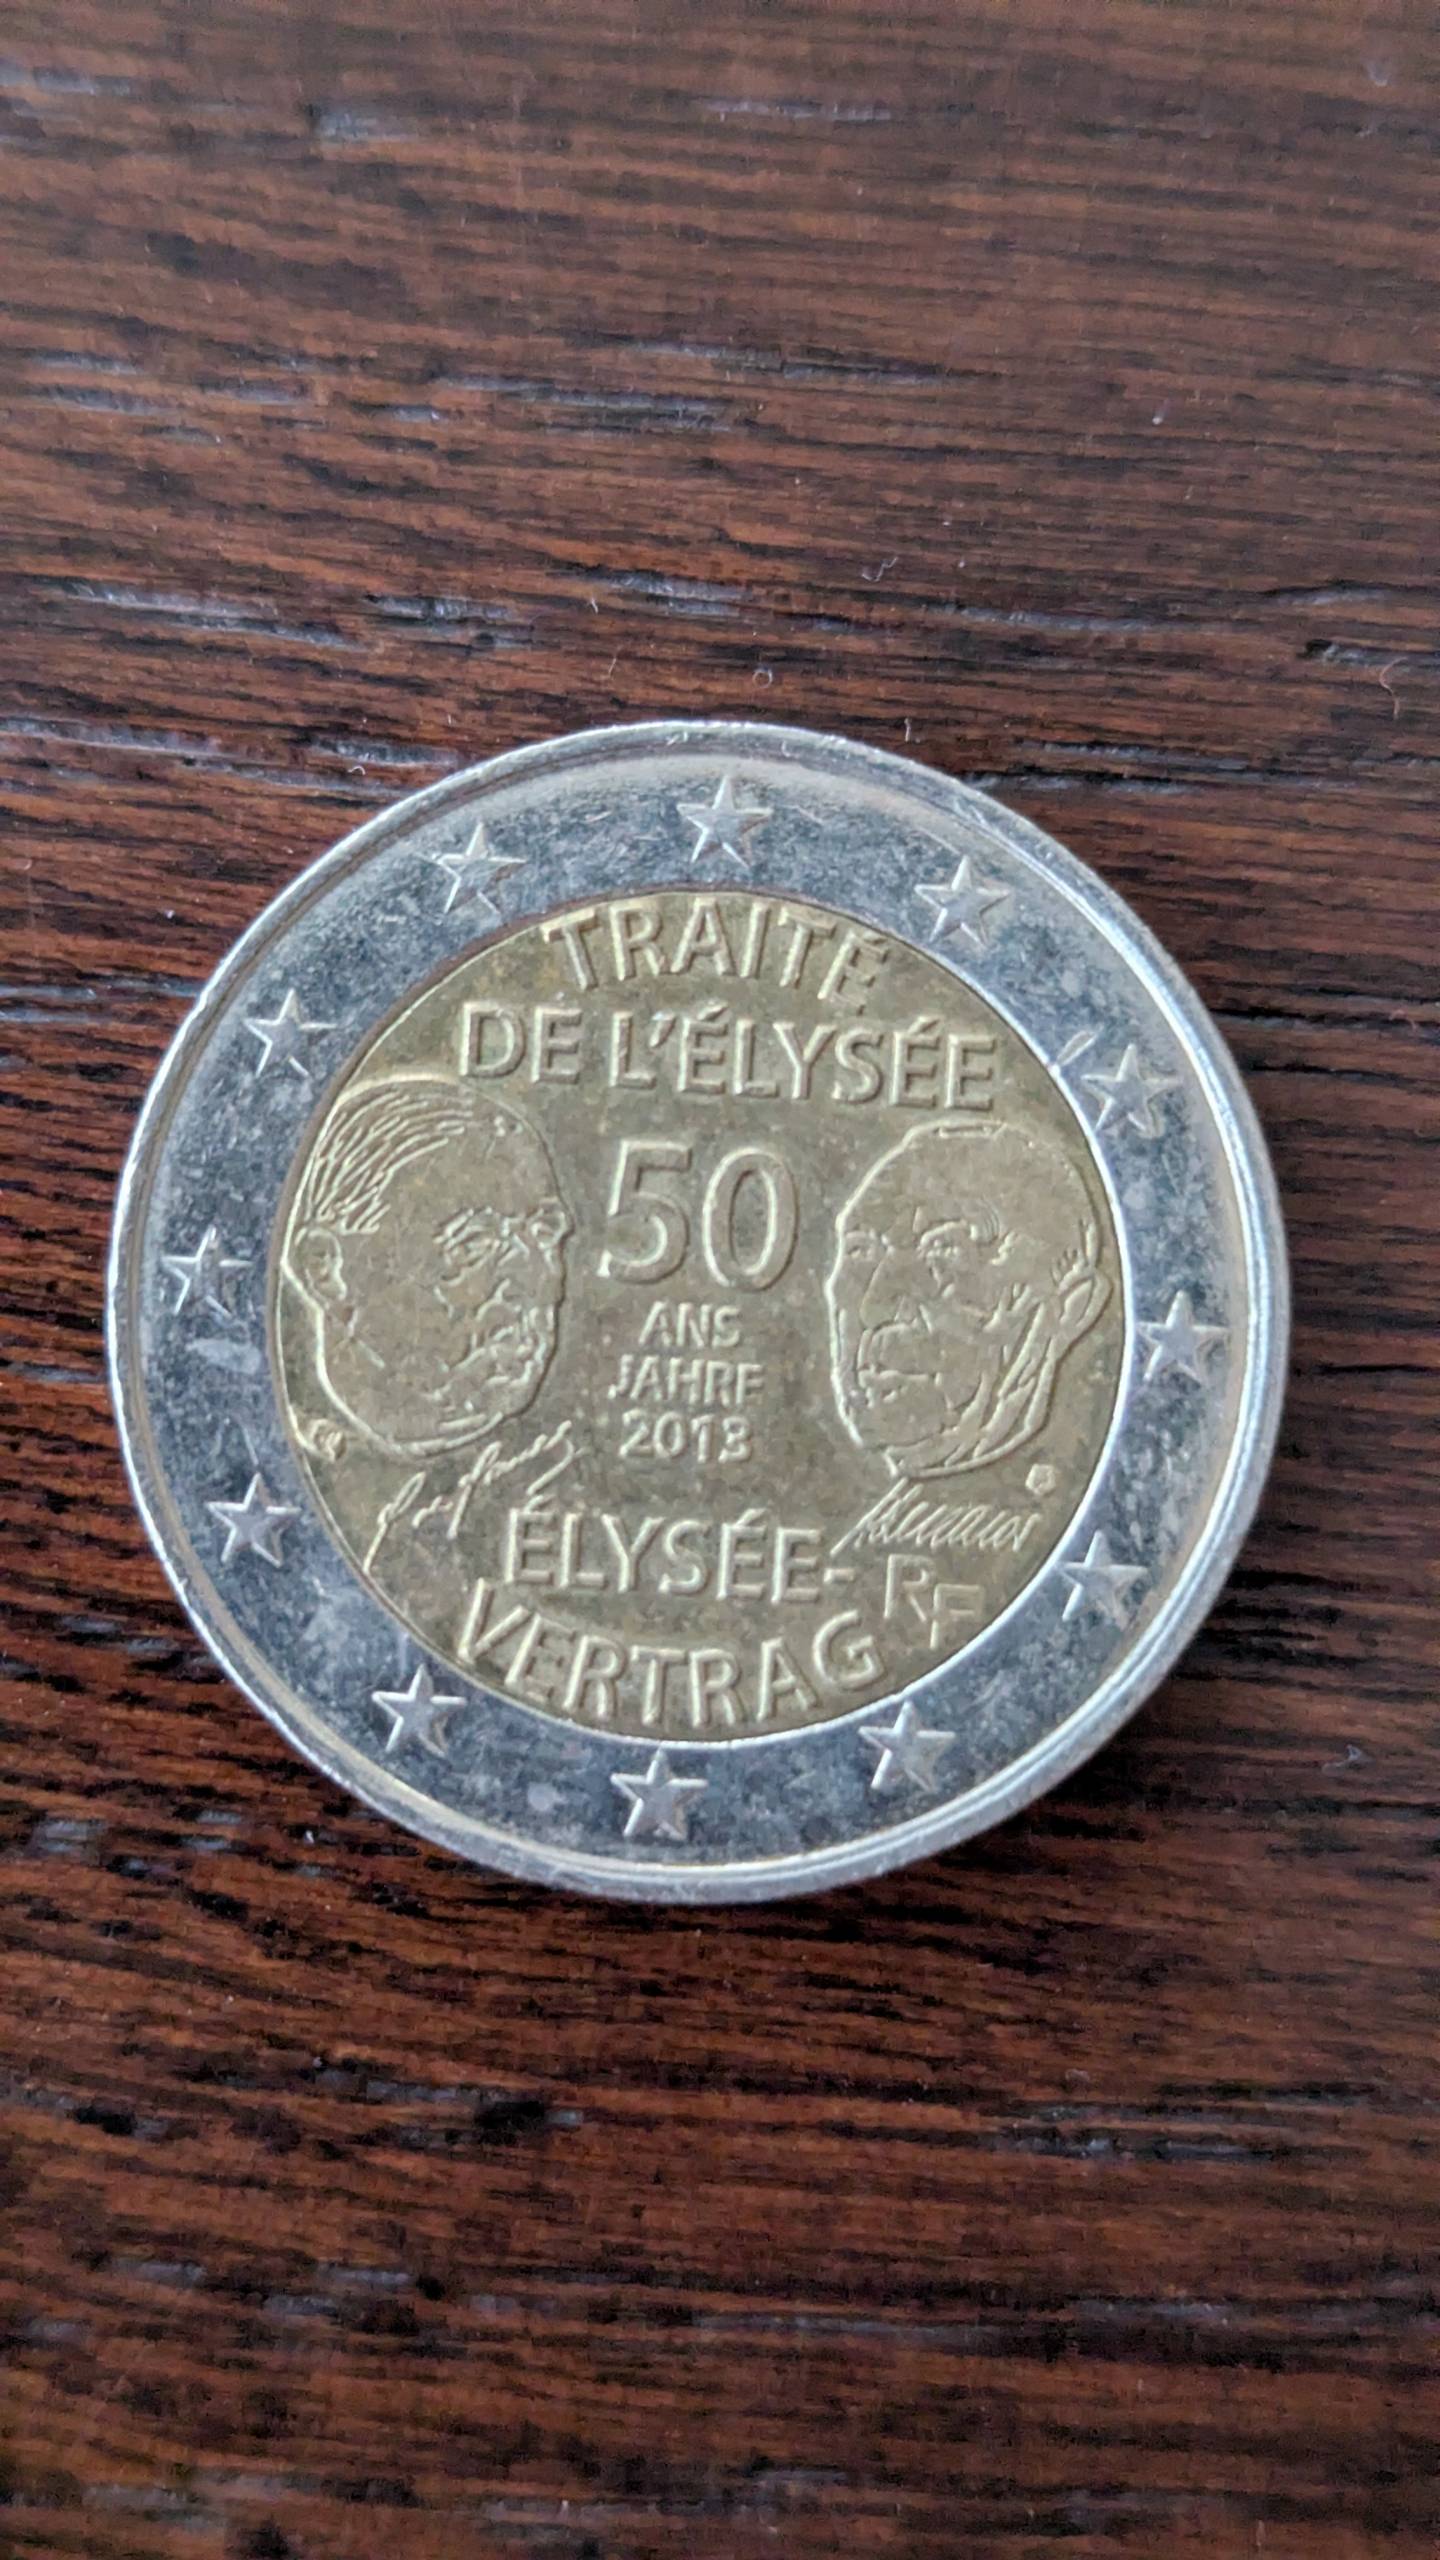 TRAITÉ
DE L'ÉLYSÉE
50
ANS
JAHRE
2013
ÉLYSÉE-
VERTRAG
RF